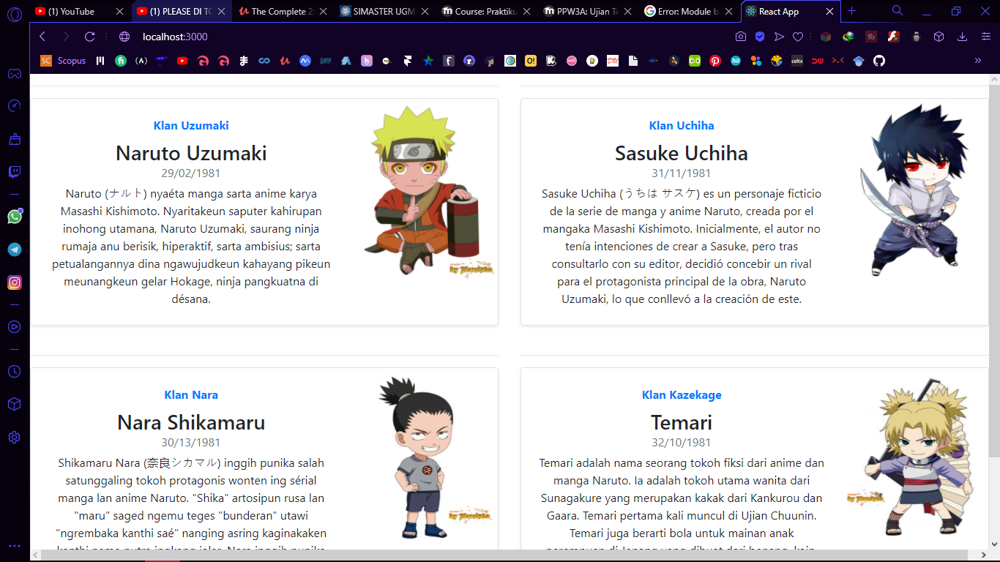 (1) YouTube
(1) PLEASE DI TO
The Complete 2
SIMASTER UGM
Course: Praktiku
PPW3A: Ujian Te
Error: Module b
React App
localhost:3000
SC Scopus
Klan Uzumaki
Naruto Uzumaki
29/02/1981
Naruto (ナルト) nyaéta manga sarta anime karya
Masashi Kishimoto. Nyaritakeun saputer kahirupan
inohong utamana, Naruto Uzumaki, saurang ninja
rumaja anu berisik, hiperaktif, sarta ambisius; sarta
petualangannya dina ngawujudkeun kahayang pikeun
meunangkeun gelar Hokage, ninja pangkuatna di
désana.
Klan Uchiha
Sasuke Uchiha
31/11/1981
Sasuke Uchiha (うちは サスケ) es un personaje ficticio
de la serie de manga y anime Naruto, creada por el
mangaka Masashi Kishimoto. Inicialmente, el autor no
tenía intenciones de crear a Sasuke, pero tras
consultarlo con su editor, decidió concebir un rival
para el protagonista principal de la obra, Naruto
Uzumaki, lo que conllevó a la creación de este.
Klan Nara
Nara Shikamaru
30/13/1981
Shikamaru Nara (奈良シカマル) inggih punika salah
satunggaling tokoh protagonis wonten ing sérial
manga lan anime Naruto. "Shika" artosipun rusa lan
"maru" saged ngemu teges "bunderan" utawi
"ngrembaka kanthi saé" nanging asring kaginakaken
Klan Kazekage
Temari
32/10/1981
Temari adalah nama seorang tokoh fiksi dari anime dan
manga Naruto. Ia adalah tokoh utama wanita dari
Sunagakure yang merupakan kakak dari Kankurou dan
Gaara. Temari pertama kali muncul di Ujian Chuunin.
Temari juga berarti bola untuk mainan anak